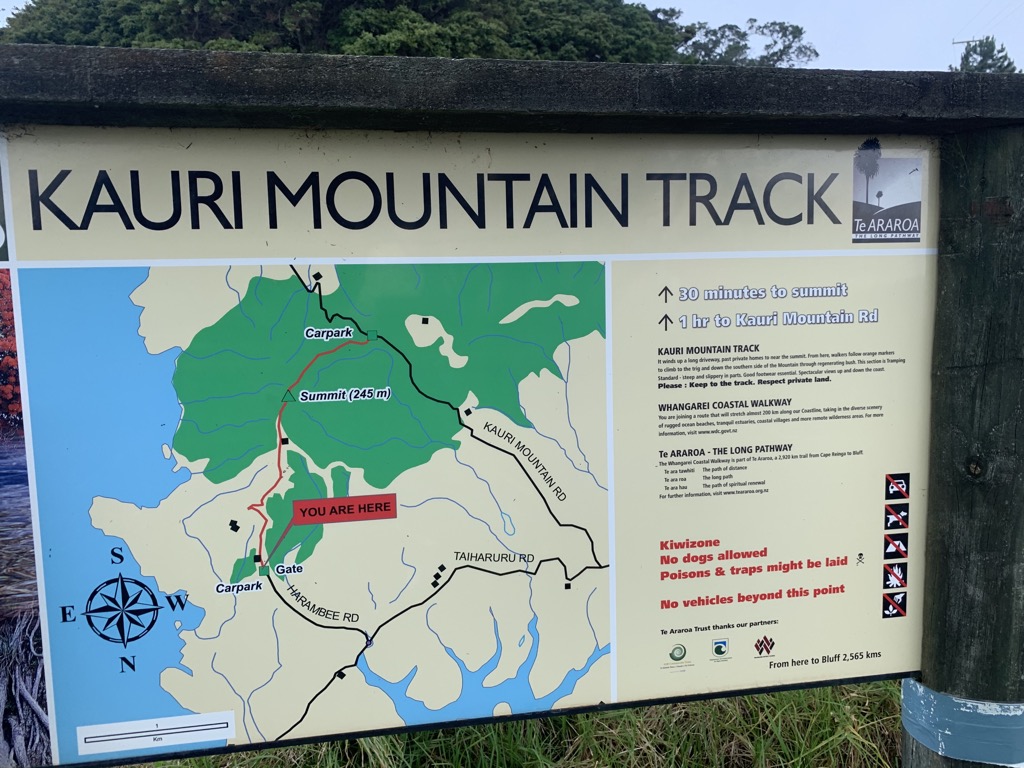 KAURI MOUNTAIN TRACK
Te ARAROA
THE LONG PATHWAY
Carpark
Summit (245 m)
KAURI MOUNTAIN RD
YOU ARE HERE
TAIHARURU RD
Gate
Carpark
HARAMBEE RD
S
E W
N
1
Km
↑ 30 minutes to summit
↑ 1 hr to Kauri Mountain Rd
KAURI MOUNTAIN TRACK
It winds up a long driveway, past private homes to near the summit. From here, walkers follow orange markers
to climb to the trig and down the southern side of the Mountain through regenerating bush. This section is Tramping
Standard - steep and slippery in parts. Good footwear essential. Spectacular views up and down the coast.
Please : Keep to the track. Respect private land.
WHANGAREI COASTAL WALKWAY
You are joining a route that will stretch almost 200 km along our Coastline, taking in the diverse scenery
of rugged ocean beaches, tranquil estuaries, coastal villages and more remote wilderness areas. For more
information, visit www.wdc.govt.nz
Te ARAROA - THE LONG PATHWAY
The Whangarei Coastal Walkway is part of Te Araroa, a 2,920 km trail from Cape Reinga to Bluff.
Te ara tawhiti The path of distance
Te ara roa The long path
Te ara hau The path of spiritual renewal
For further information, visit www.teararoa.org.nz
Kiwizone
No dogs allowed
Poisons & traps might be laid
No vehicles beyond this point
Te Araroa Trust thanks our partners:
From here to Bluff 2,565 kms